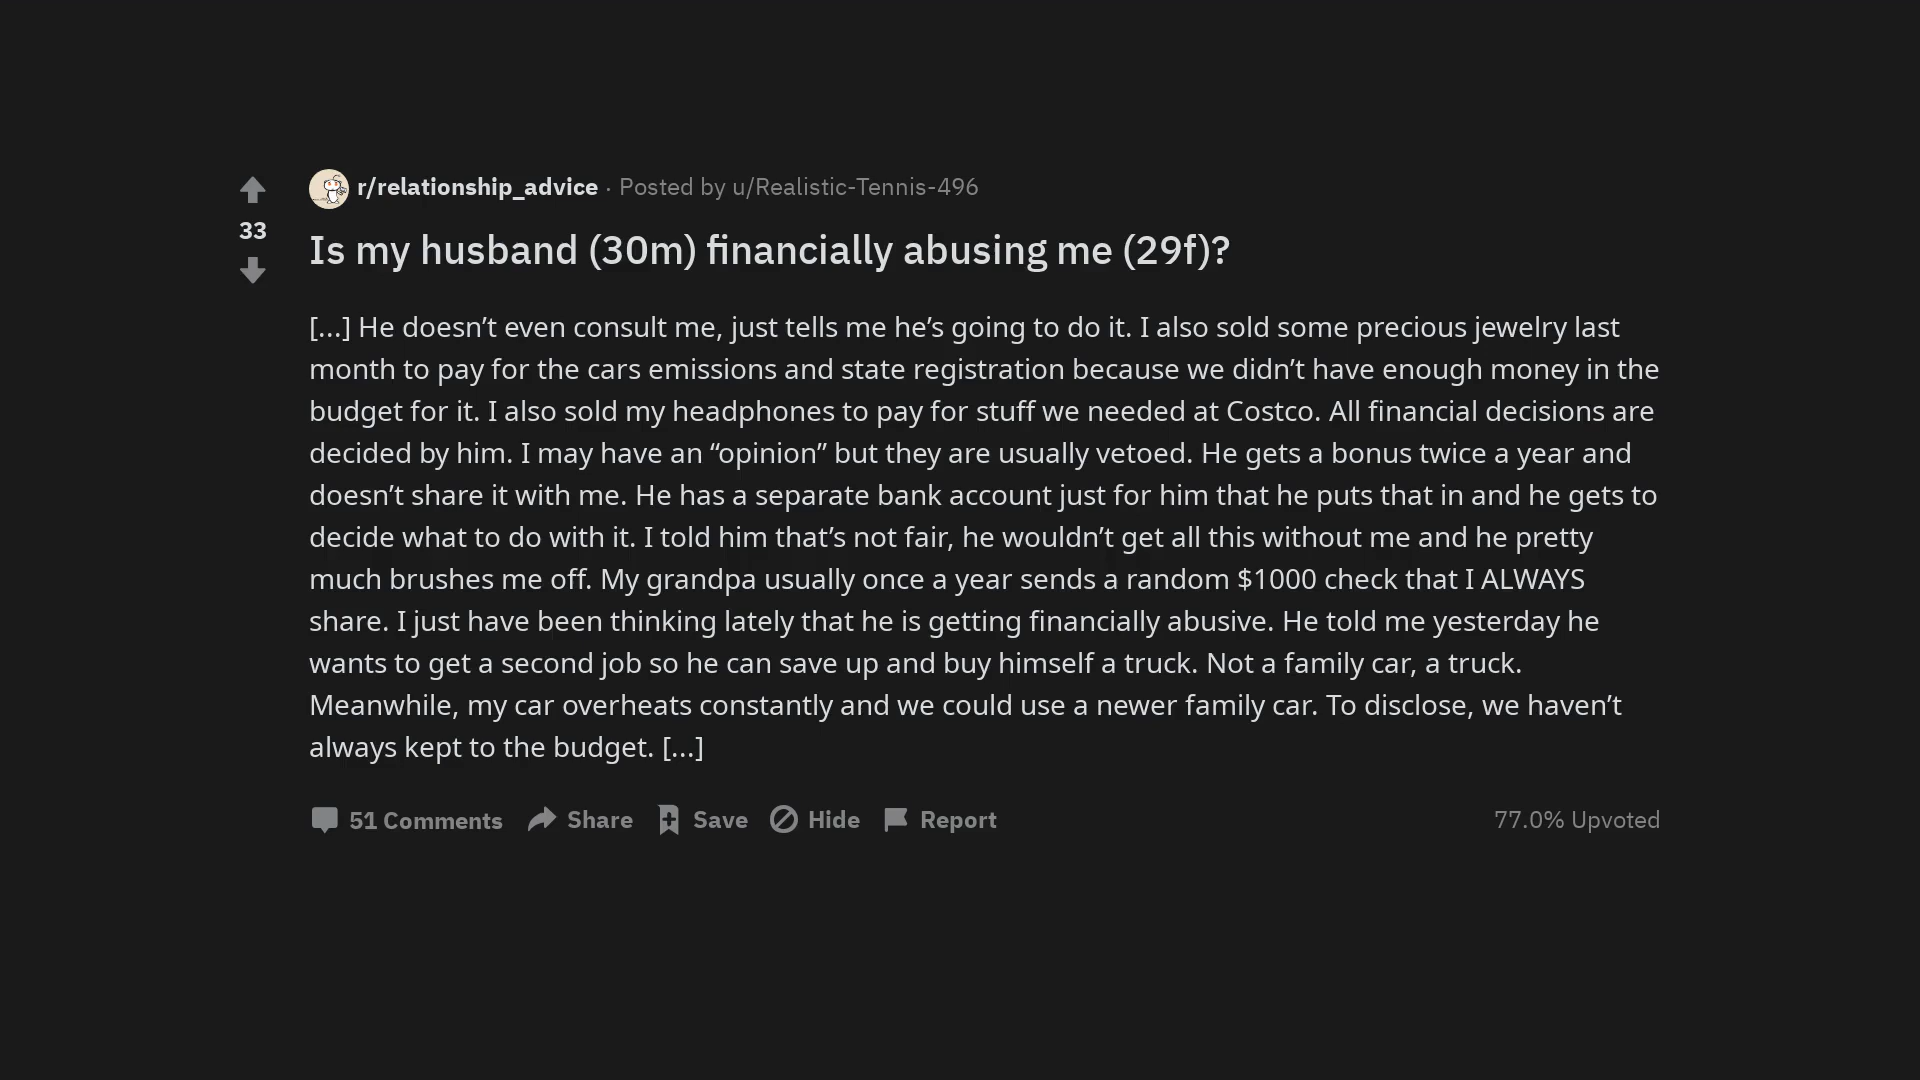 r/relationship_advice · Posted by u/Realistic-Tennis-496
33
Is my husband (30m) financially abusing me (29f)?
[...] He doesn’t even consult me, just tells me he’s going to do it. I also sold some precious jewelry last
month to pay for the cars emissions and state registration because we didn’t have enough money in the
budget for it. I also sold my headphones to pay for stuff we needed at Costco. All financial decisions are
decided by him. I may have an “opinion” but they are usually vetoed. He gets a bonus twice a year and
doesn’t share it with me. He has a separate bank account just for him that he puts that in and he gets to
decide what to do with it. I told him that’s not fair, he wouldn’t get all this without me and he pretty
much brushes me off. My grandpa usually once a year sends a random $1000 check that I ALWAYS
share. I just have been thinking lately that he is getting financially abusive. He told me yesterday he
wants to get a second job so he can save up and buy himself a truck. Not a family car, a truck.
Meanwhile, my car overheats constantly and we could use a newer family car. To disclose, we haven’t
always kept to the budget. [...]
51 Comments Share Save Hide Report 77.0% Upvoted